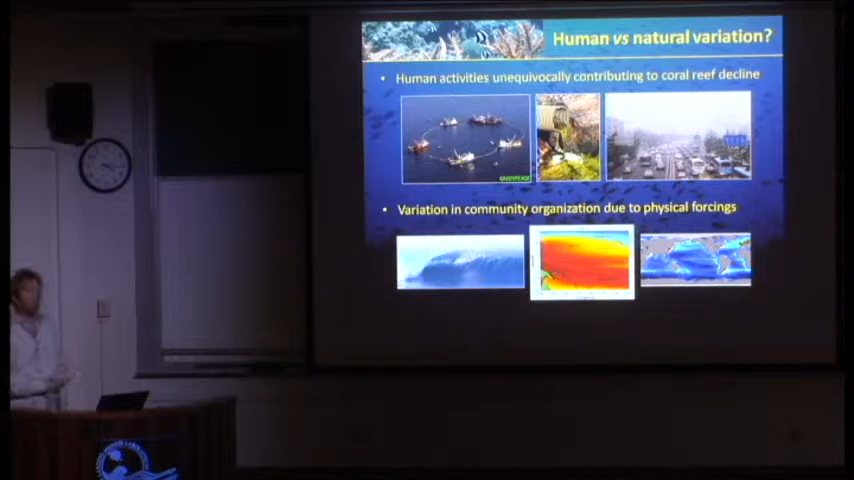 Human vs natural variation?
• Human activities unequivocally contributing to coral reef decline
GREENPEACE
• Variation in community organization due to physical forcings